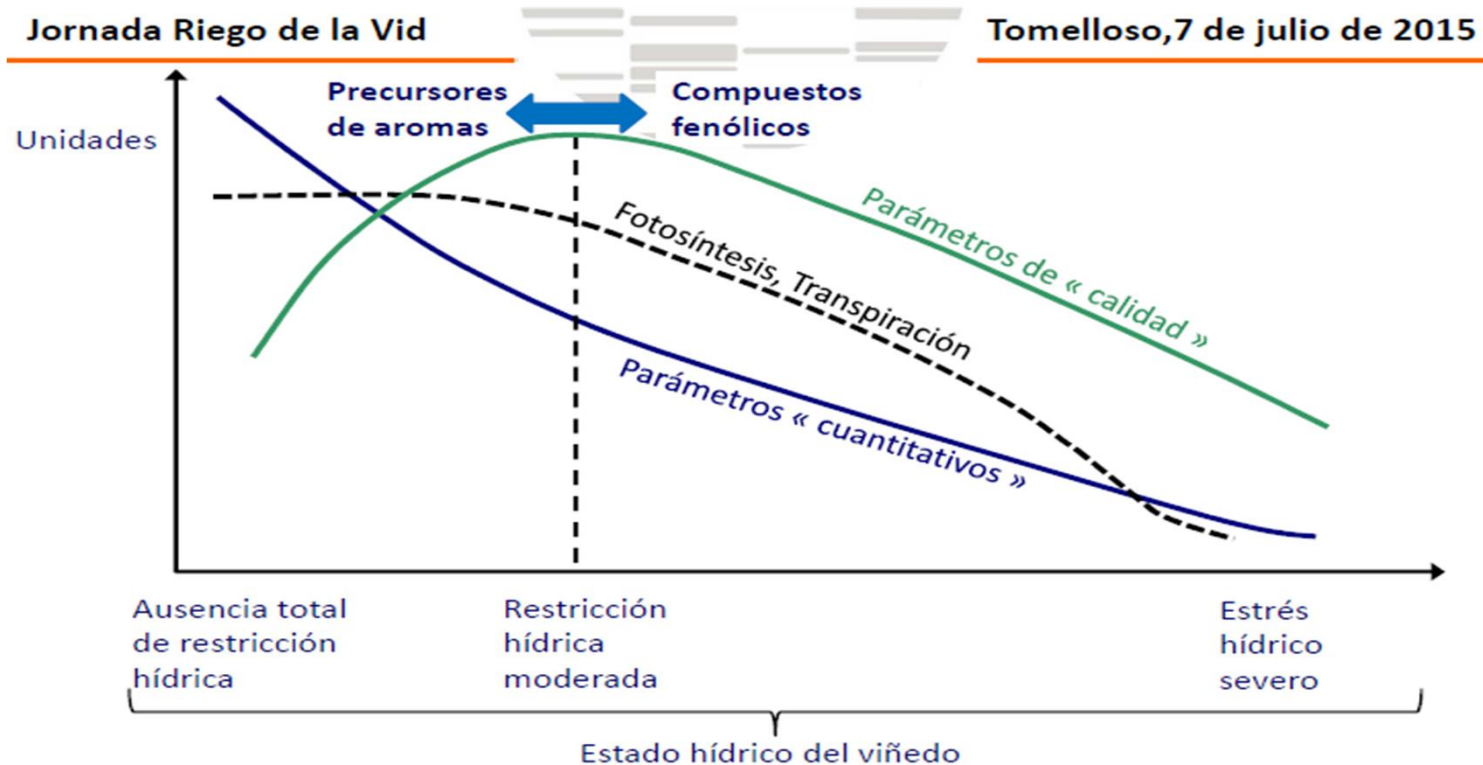 Jornada Riego de la Vid
Tomelloso,7 de julio de 2015
Unidades
Precursores
de aromas
Compuestos
fenólicos
Parámetros de « calidad »
Fotosíntesis, Transpiración
Parámetros « cuantitativos »
Ausencia total
de restricción
hídrica
Restricción
hídrica
moderada
Estrés
hídrico
severo
Estado hídrico del viñedo